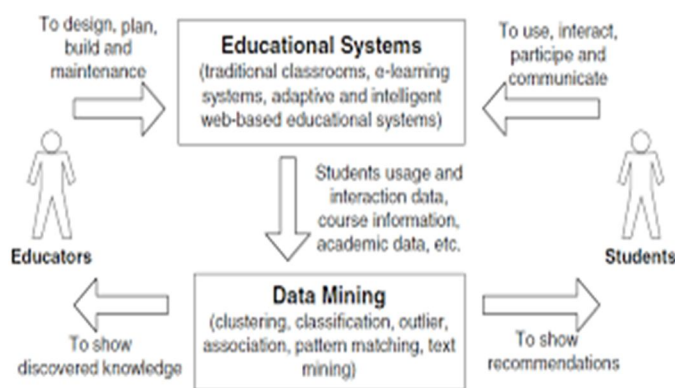 To design, plan,
build and
maintenance
Educational Systems
(traditional classrooms, e-learning
systems, adaptive and intelligent
web-based educational systems)
To use, interact,
participe and
communicate
Students usage and
interaction data,
course information,
academic data, etc.
Educators
Students
Data Mining
(clustering, classification, outlier,
association, pattern matching, text
mining)
To show
discovered knowledge
To show
recommendations